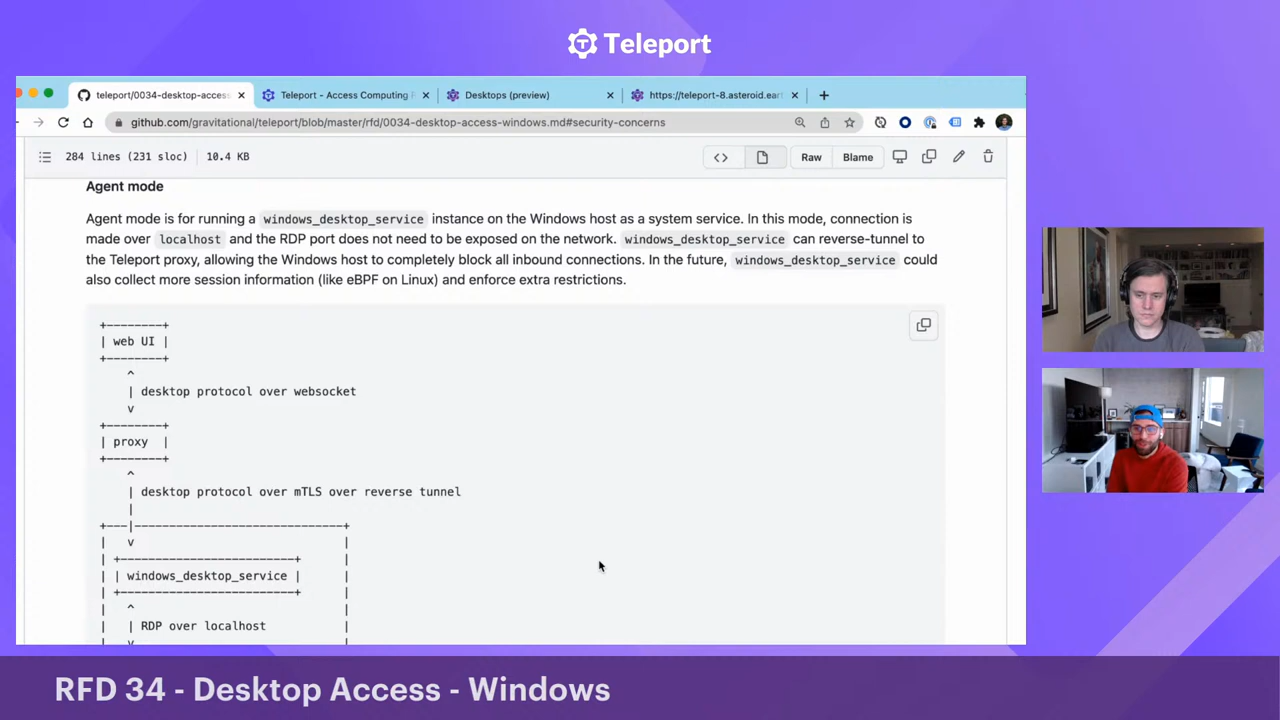 Teleport
teleport/0034-desktop-access-
Teleport - Access Computing R
Desktops (preview)
https://teleport-8.asteroid.eart
github.com/gravitational/teleport/blob/master/rfd/0034-desktop-access-windows.md#security-concerns
284 lines (231 sloc) 10.4 KB
Raw
Blame
Agent mode
Agent mode is for running a windows_desktop_service instance on the Windows host as a system service. In this mode, connection is
made over localhost and the RDP port does not need to be exposed on the network. windows_desktop_service can reverse-tunnel to
the Teleport proxy, allowing the Windows host to completely block all inbound connections. In the future, windows_desktop_service could
also collect more session information (like eBPF on Linux) and enforce extra restrictions.
+--------+
| web UI |
+--------+
^
| desktop protocol over websocket
v
+--------+
| proxy |
+--------+
^
| desktop protocol over mTLS over reverse tunnel
|
+---|--------------------------+
| v |
| +-----------------------+ |
| | windows_desktop_service | |
| +-----------------------+ |
| ^ |
| | RDP over localhost |
RFD 34 - Desktop Access - Windows